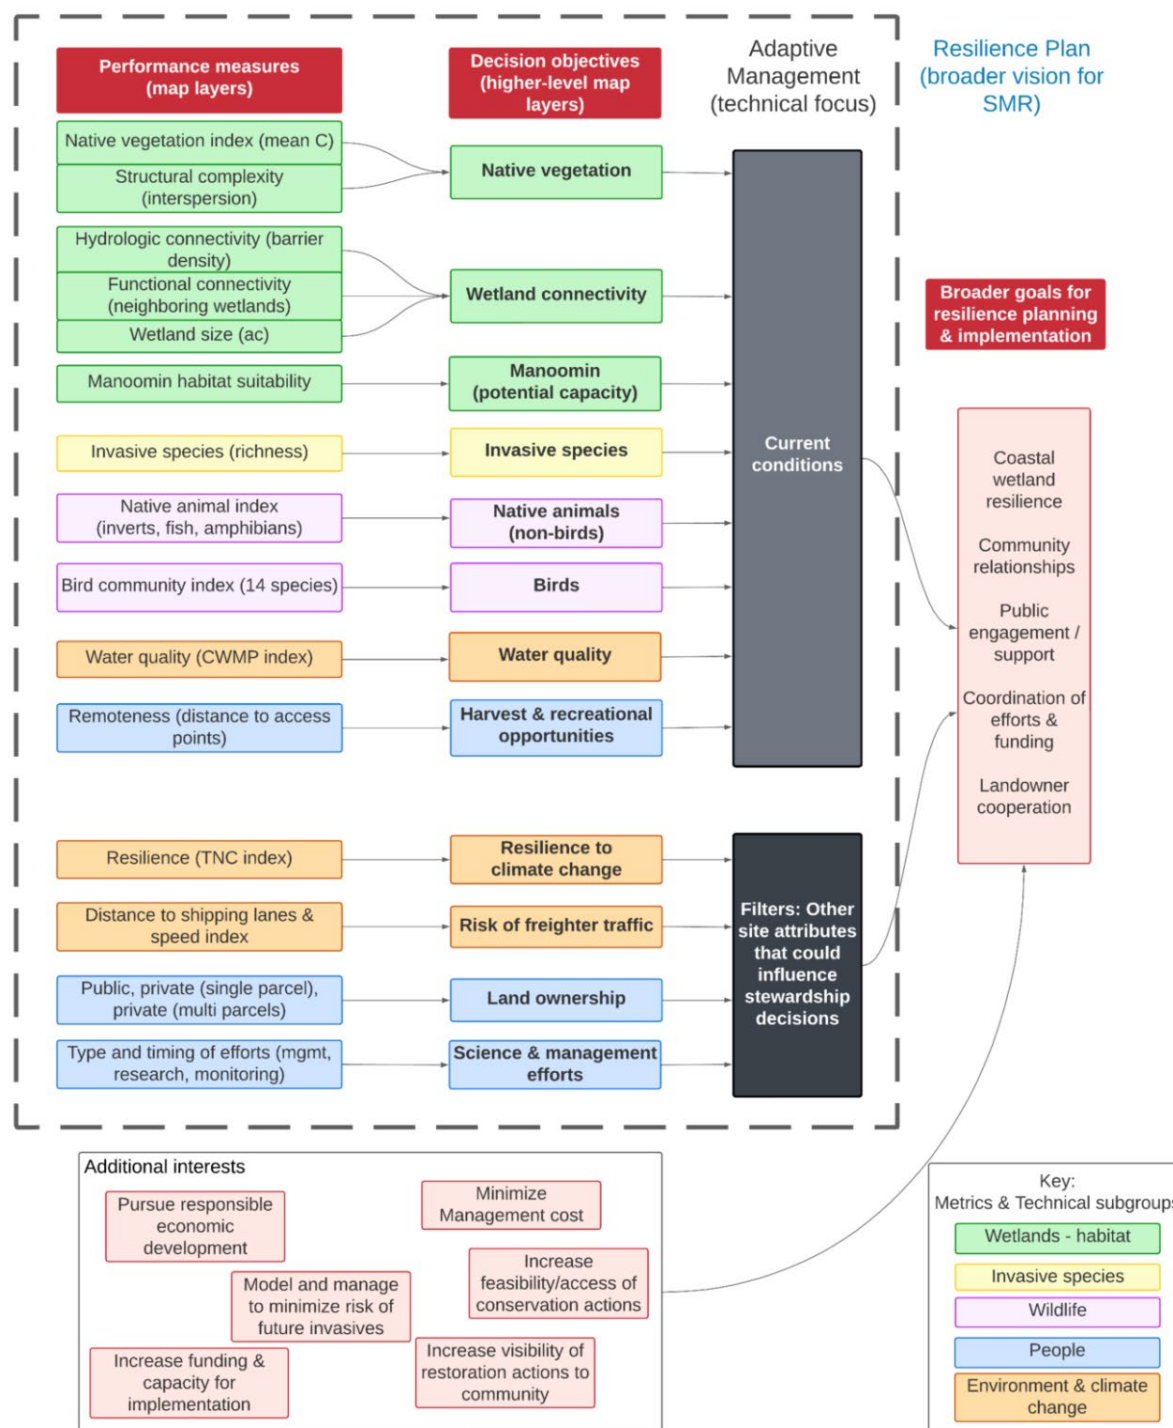 Performance measures
(map layers)
Decision objectives
(higher-level map
layers)
Adaptive
Management
(technical focus)
Resilience Plan
(broader vision for
SMR)
Native vegetation index (mean C)
Structural complexity
(interspersion)
Native vegetation
Hydrologic connectivity (barrier
density)
Functional connectivity
(neighboring wetlands)
Wetland size (ac)
Wetland connectivity
Manoomin habitat suitability
Manoomin
(potential capacity)
Invasive species (richness)
Invasive species
Native animal index
(inverts, fish, amphibians)
Native animals
(non-birds)
Bird community index (14 species)
Birds
Water quality (CWMP index)
Water quality
Remoteness (distance to access
points)
Harvest & recreational
opportunities
Current
conditions
Resilience (TNC index)
Resilience to
climate change
Distance to shipping lanes &
speed index
Risk of freighter traffic
Public, private (single parcel),
private (multi parcels)
Land ownership
Type and timing of efforts (mgmt,
research, monitoring)
Science & management
efforts
Filters: Other
site attributes
that could
influence
stewardship
decisions
Broader goals for
resilience planning
& implementation
Coastal
wetland
resilience
Community
relationships
Public
engagement /
support
Coordination of
efforts &
funding
Landowner
cooperation
Additional interests
Pursue responsible
economic
development
Minimize
Management cost
Model and manage
to minimize risk of
future invasives
Increase
feasibility/access of
conservation actions
Increase funding &
capacity for
implementation
Increase visibility of
restoration actions to
community
Key:
Metrics & Technical subgroups
Wetlands - habitat
Invasive species
Wildlife
People
Environment & climate
change